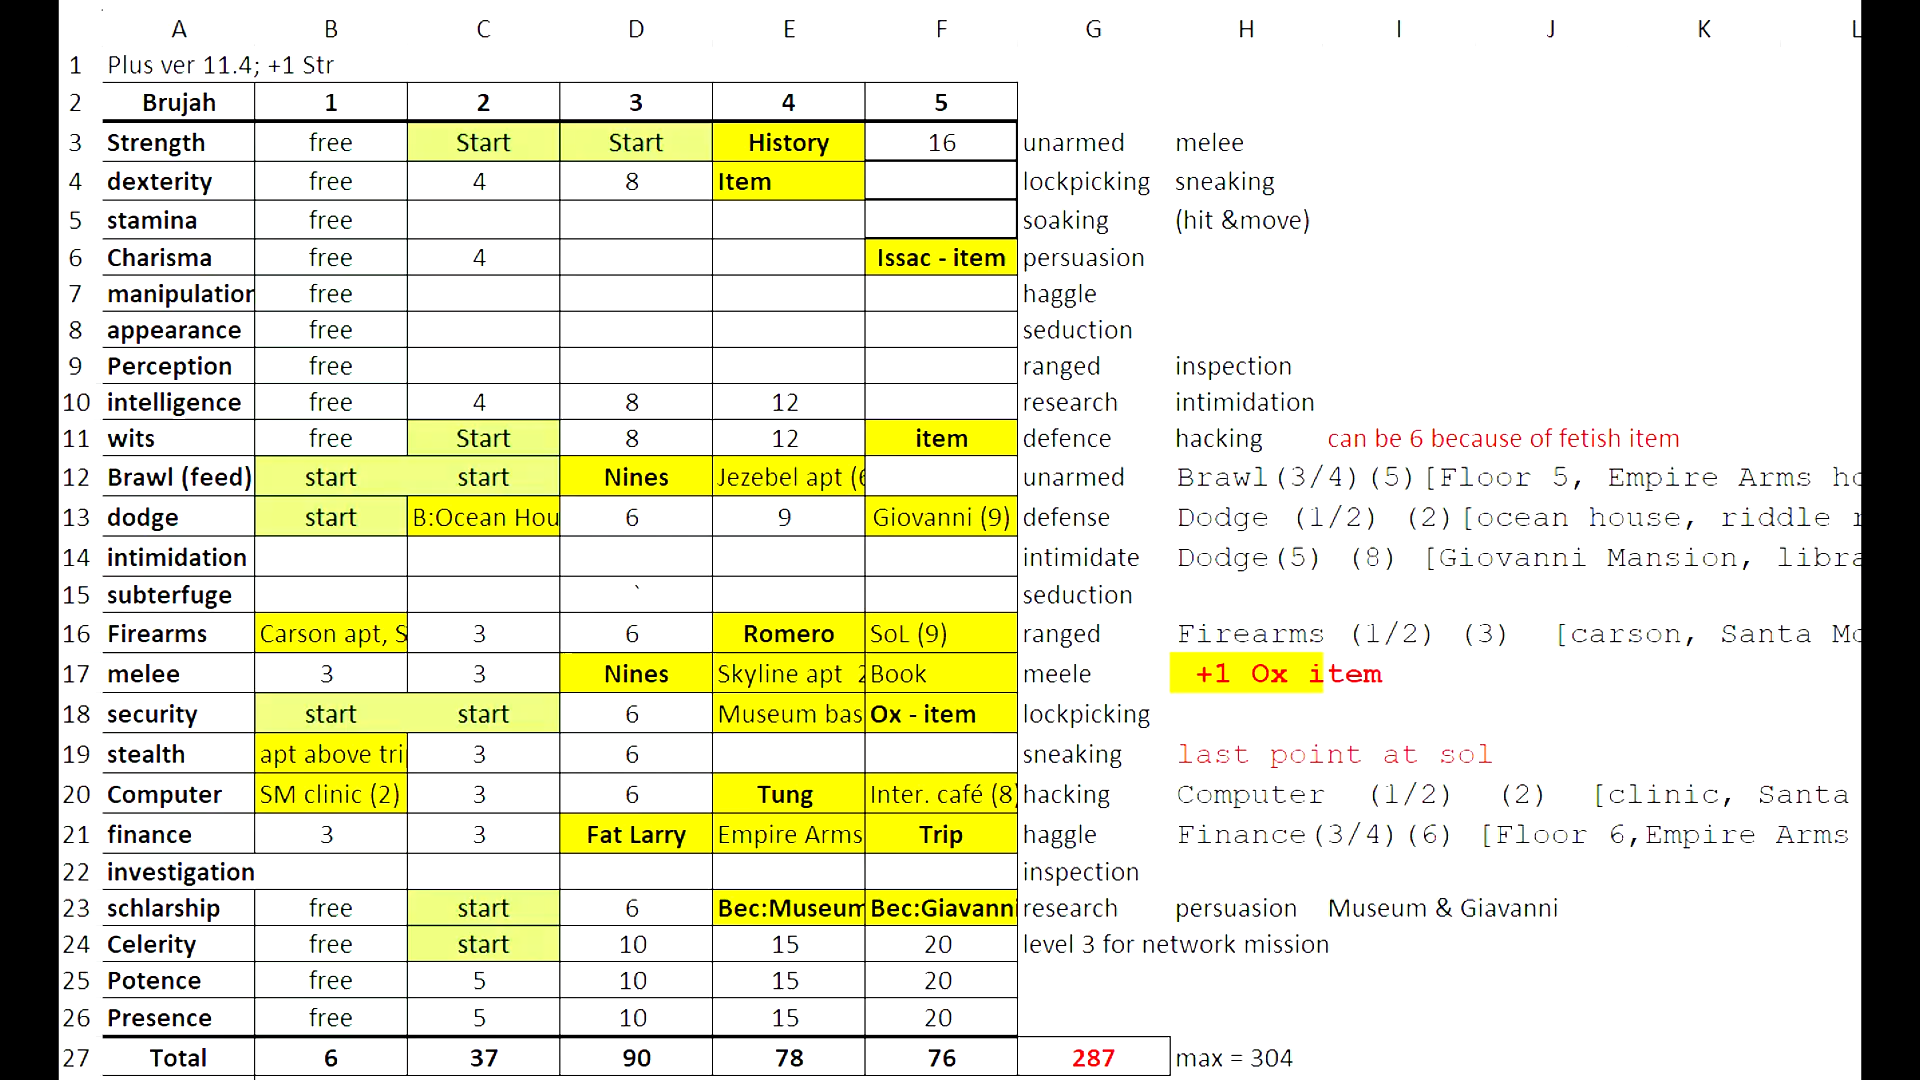 A B C D E F G H I J K L
1 Plus ver 11.4; +1 Str
2 Brujah 1 2 3 4 5
3 Strength free Start Start History 16 unarmed melee
4 dexterity free 4 8 Item lockpicking sneaking
5 stamina free soaking (hit &move)
6 Charisma free 4 Issac - item persuasion
7 manipulation free haggle
8 appearance free seduction
9 Perception free ranged inspection
10 intelligence free 4 8 12 research intimidation
11 wits free Start 8 12 item defence hacking can be 6 because of fetish item
12 Brawl (feed) start start Nines Jezebel apt (6 unarmed Brawl(3/4)(5)[Floor 5, Empire Arms ho
13 dodge start B:Ocean Hou 6 9 Giovanni (9) defense Dodge (1/2) (2)[ocean house, riddle r
14 intimidation intimidate Dodge(5) (8) [Giovanni Mansion, libra
15 subterfuge ` seduction
16 Firearms Carson apt, S 3 6 Romero SoL (9) ranged Firearms (1/2) (3) [carson, Santa Mo
17 melee 3 3 Nines Skyline apt 2 Book meele +1 Ox item
18 security start start 6 Museum bas Ox - item lockpicking
19 stealth apt above tri 3 6 sneaking last point at sol
20 Computer SM clinic (2) 3 6 Tung Inter. café (8) hacking Computer (1/2) (2) [clinic, Santa
21 finance 3 3 Fat Larry Empire Arms Trip haggle Finance(3/4)(6) [Floor 6,Empire Arms
22 investigation inspection
23 schlarship free start 6 Bec:Museum Bec:Giavanni research persuasion Museum & Giavanni
24 Celerity free start 10 15 20 level 3 for network mission
25 Potence free 5 10 15 20
26 Presence free 5 10 15 20
27 Total 6 37 90 78 76 287 max = 304